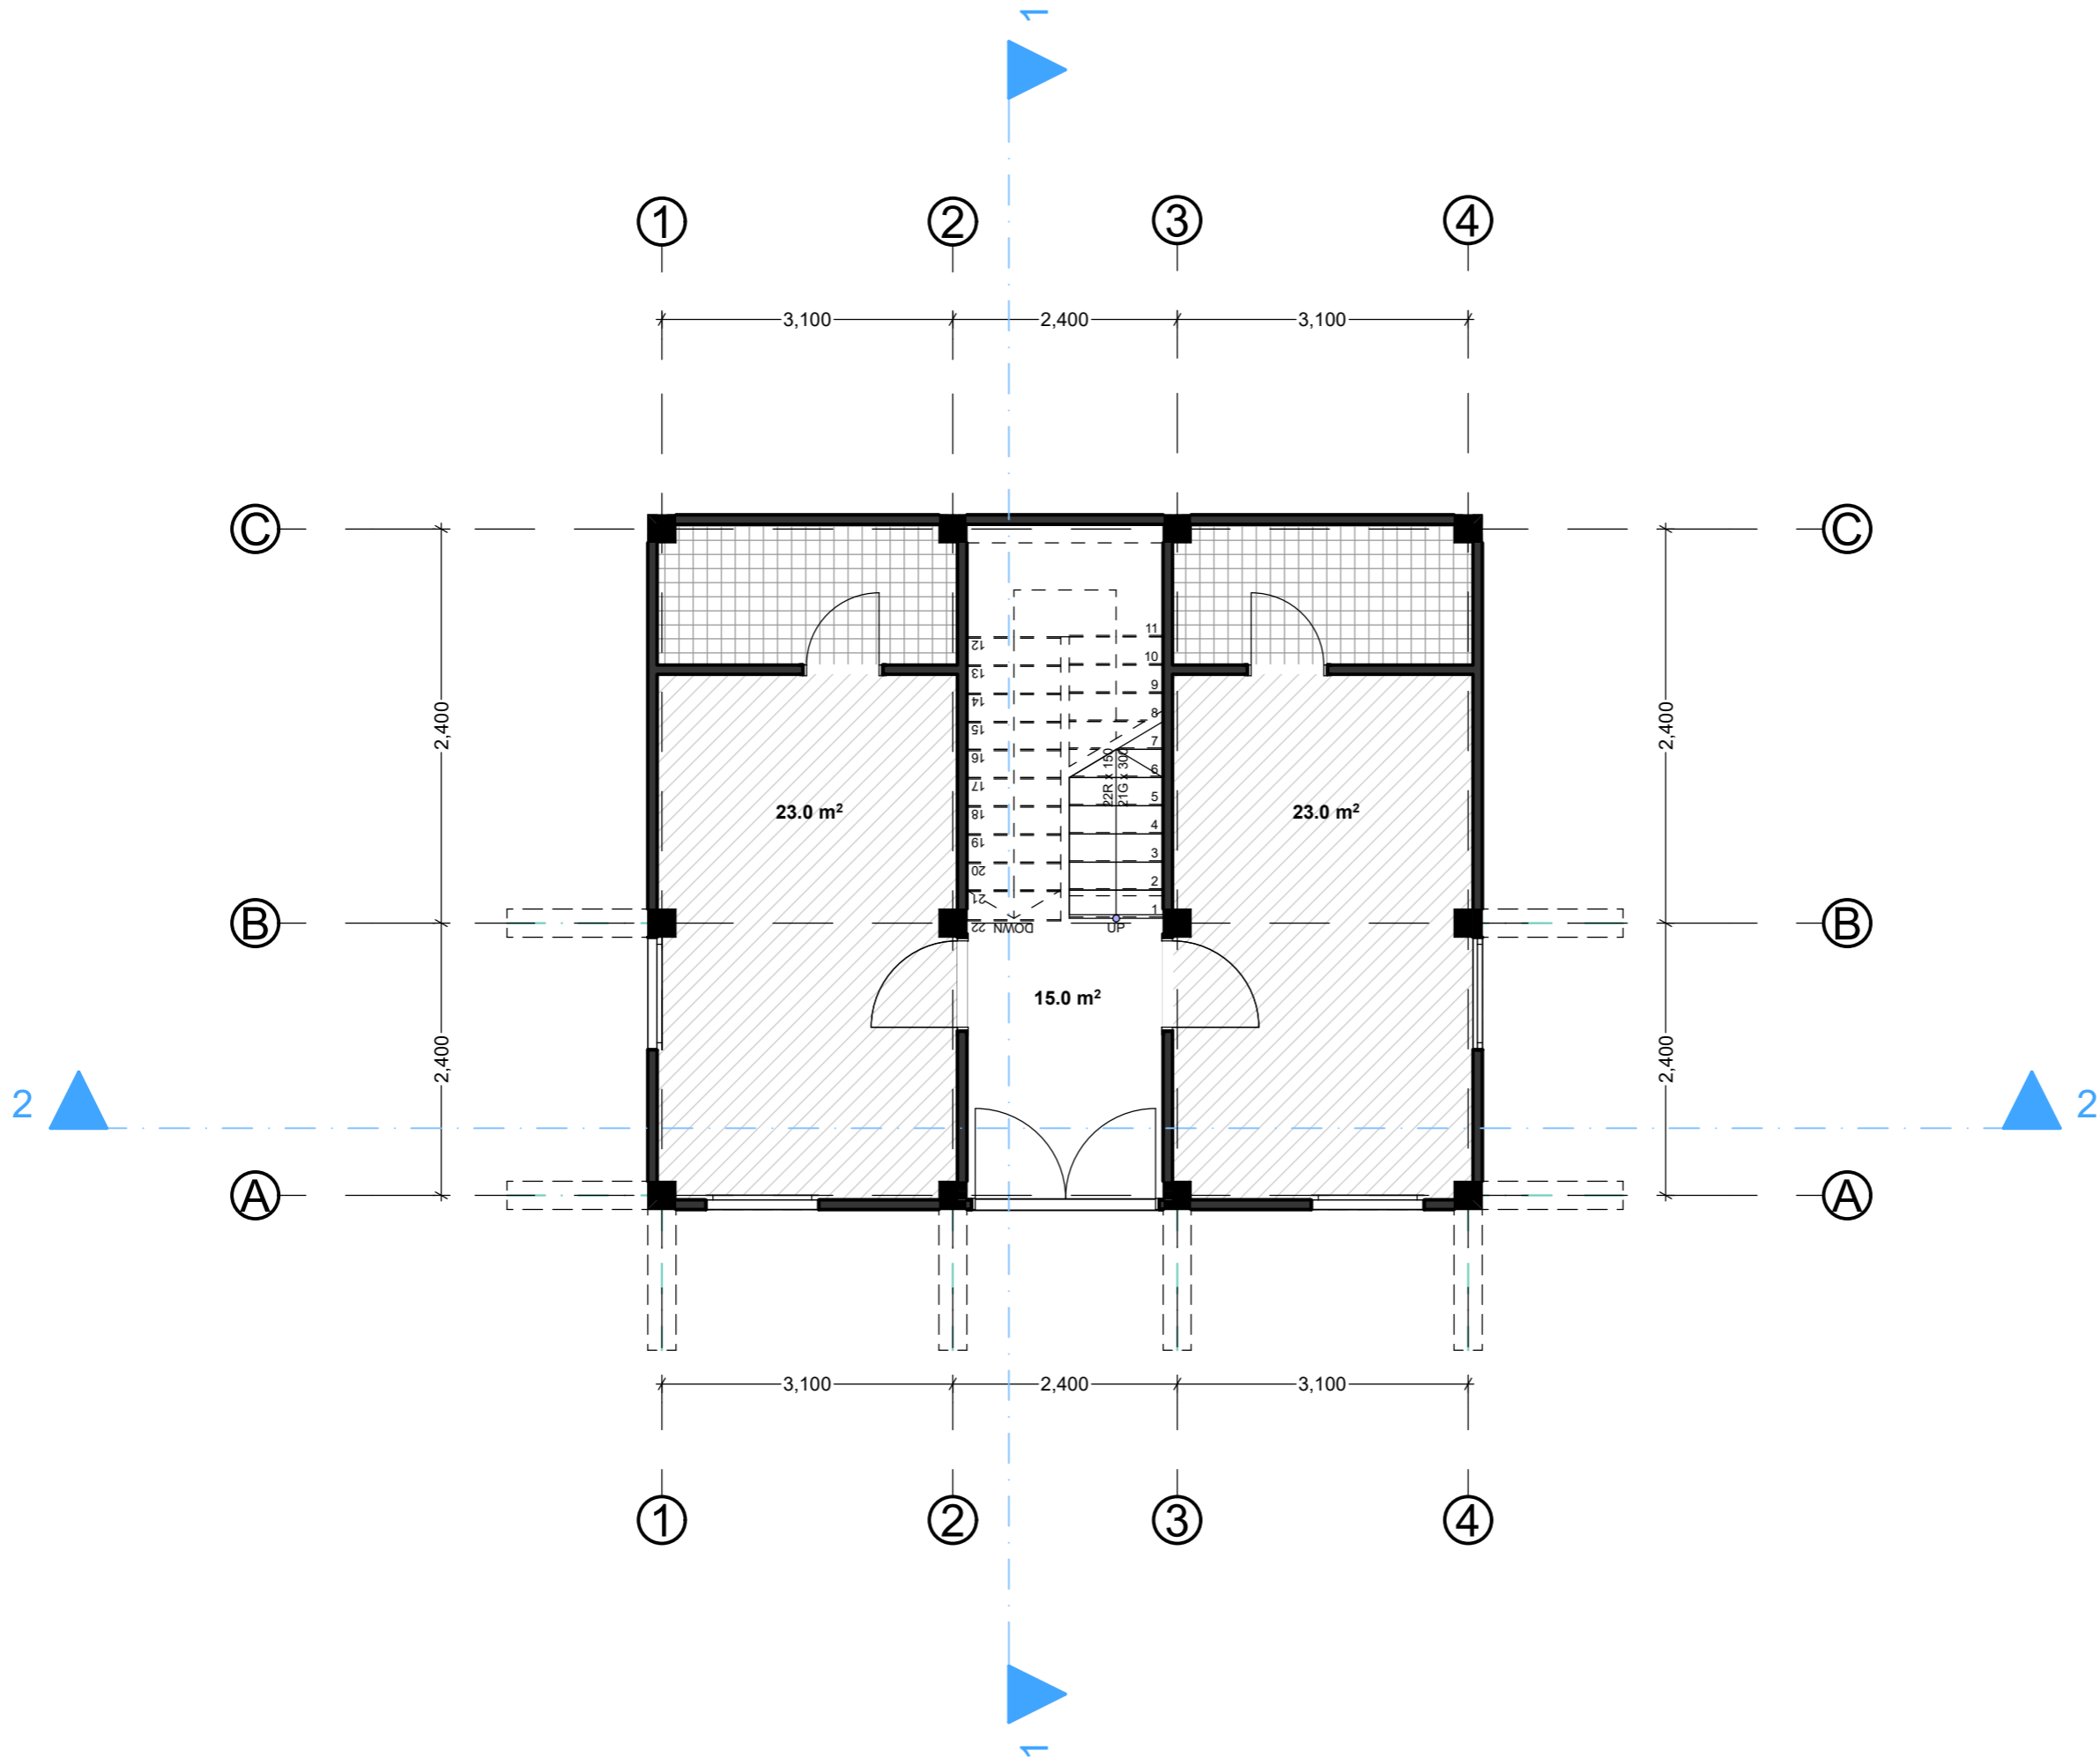 1
1 2 3 4
3,100 2,400 3,100
C C
12 11
13 10
14 9
15 8
2,400 16 7 2,400
17 22R x 150 6
21G x 300
18 5
23.0 m² 23.0 m²
19 4
20 3
21 2
22 1
DOWN UP
B B
15.0 m²
2,400 2,400
2 2
A A
3,100 2,400 3,100
1 2 3 4
1